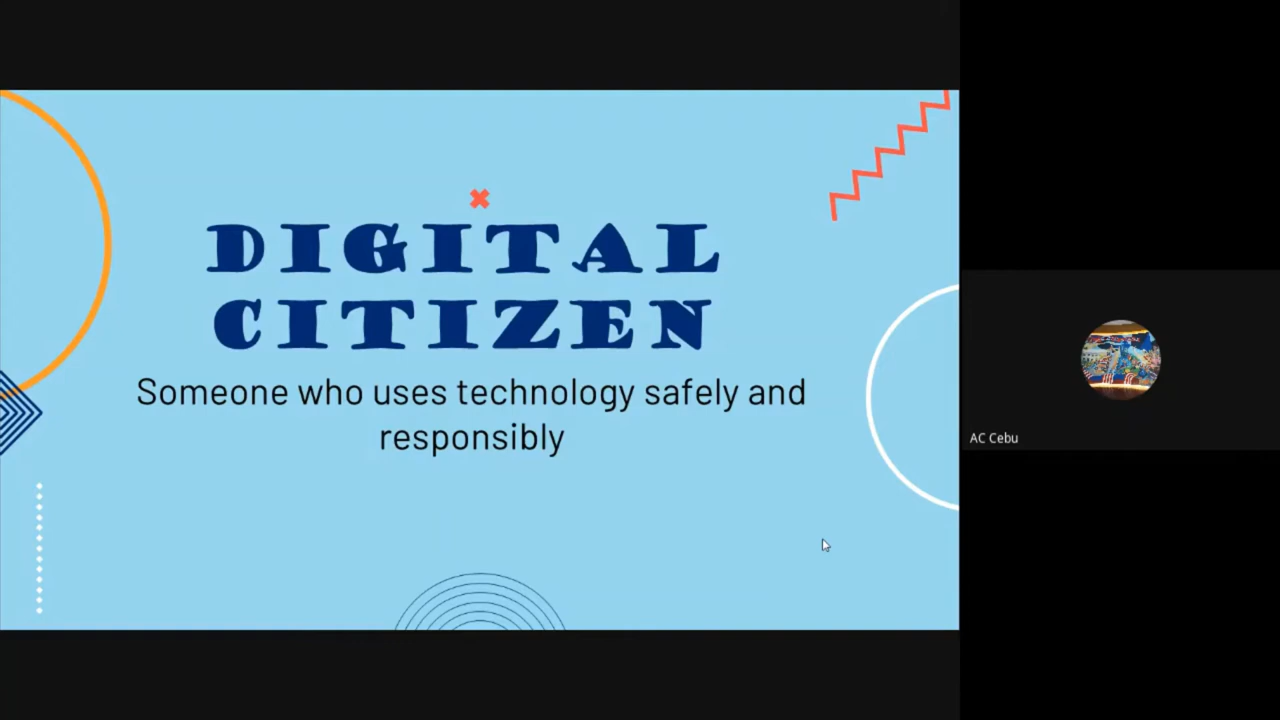 DIGITAL
CITIZEN
Someone who uses technology safely and
responsibly
AC Cebu